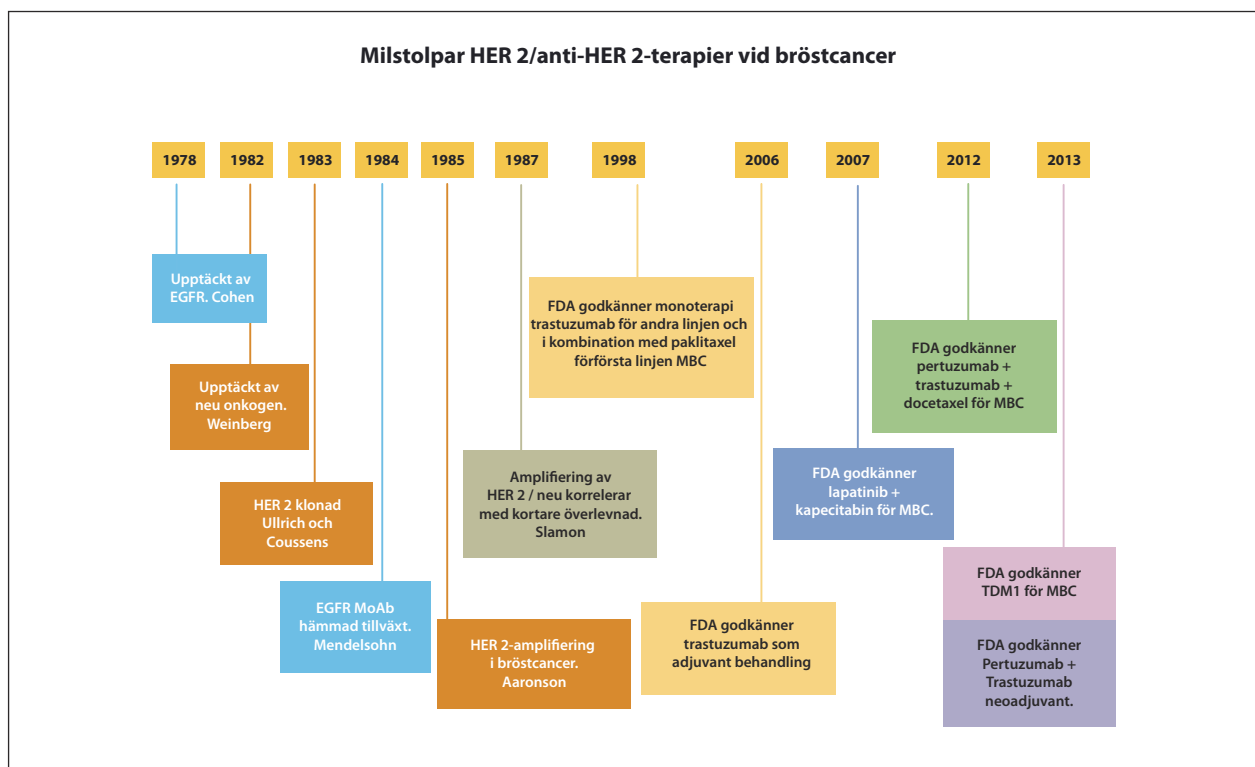 Milstolpar HER 2/anti-HER 2-terapier vid bröstcancer
1978
1982
1983
1984
1985
1987
1998
2006
2007
2012
2013
Upptäckt av
EGFR. Cohen
Upptäckt av
neu onkogen.
Weinberg
HER 2 klonad
Ullrich och
Coussens
EGFR MoAb
hämmad tillväxt.
Mendelsohn
HER 2-amplifiering
i bröstcancer.
Aaronson
Amplifiering av
HER 2 / neu korrelerar
med kortare överlevnad.
Slamon
FDA godkänner monoterapi
trastuzumab för andra linjen och
i kombination med paklitaxel
förförsta linjen MBC
FDA godkänner
trastuzumab som
adjuvant behandling
FDA godkänner
lapatinib +
kapecitabin för MBC.
FDA godkänner
pertuzumab +
trastuzumab +
docetaxel för MBC
FDA godkänner
TDM1 för MBC
FDA godkänner
Pertuzumab +
Trastuzumab
neoadjuvant.